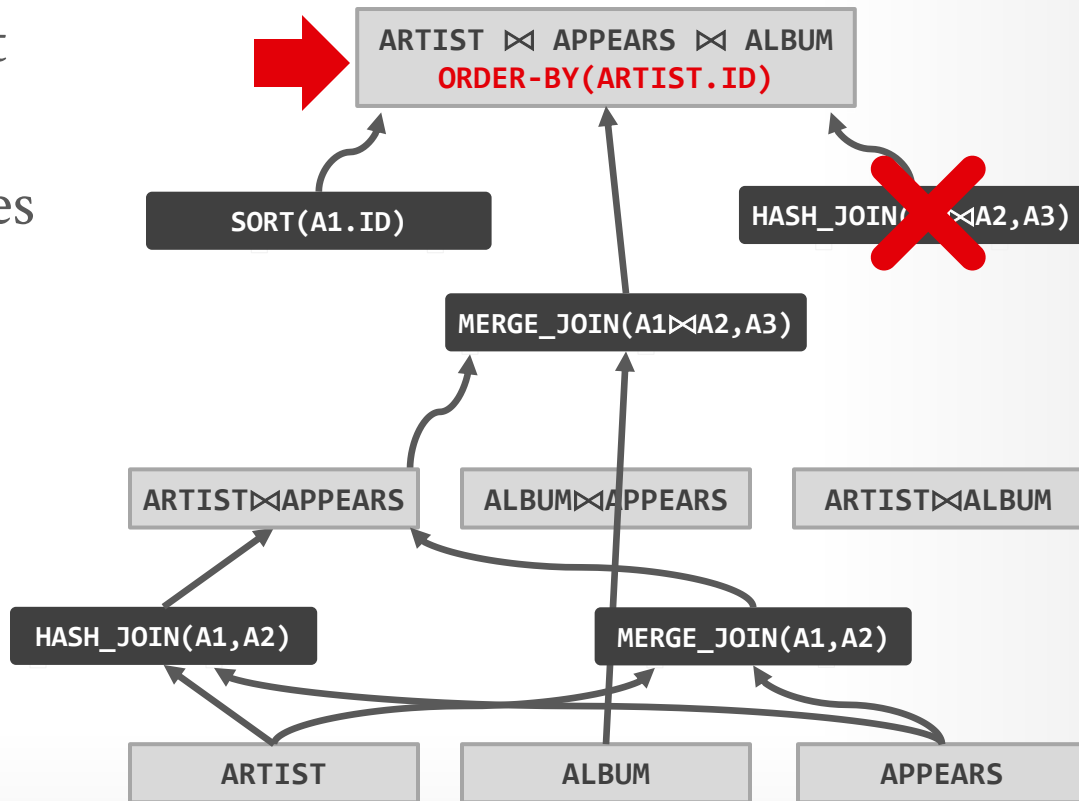 t
es
ARTIST ⋈ APPEARS ⋈ ALBUM
ORDER-BY(ARTIST.ID)
SORT(A1.ID)
HASH_JOIN( ⋈A2,A3)
MERGE_JOIN(A1⋈A2,A3)
ARTIST⋈APPEARS
ALBUM⋈APPEARS
ARTIST⋈ALBUM
HASH_JOIN(A1,A2)
MERGE_JOIN(A1,A2)
ARTIST
ALBUM
APPEARS